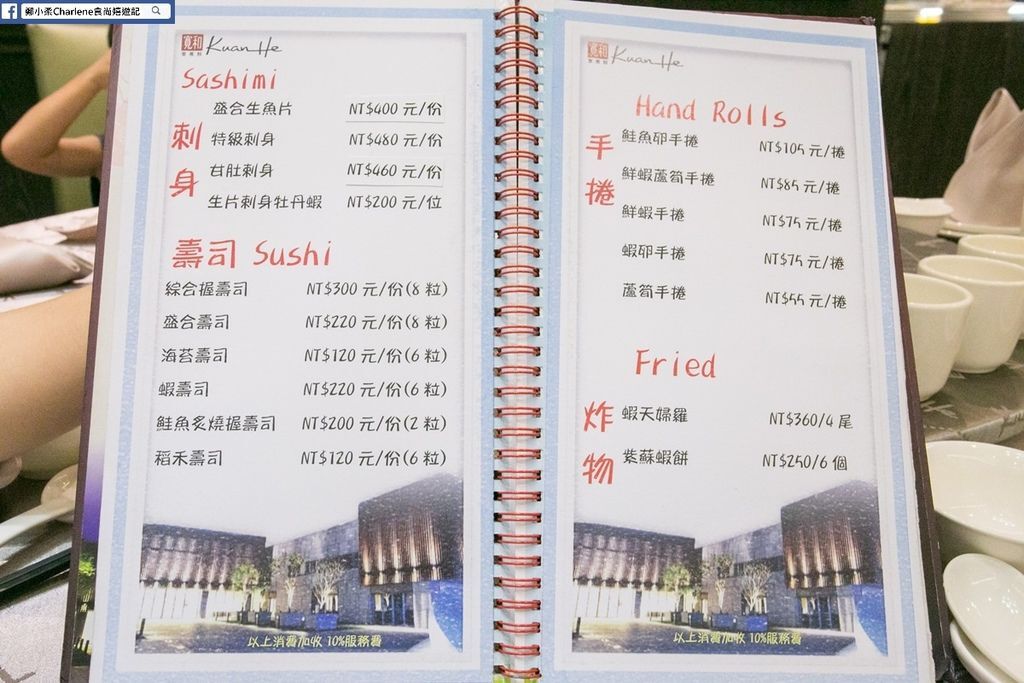 鄭小柔Charlene食尚嬉遊記
寬和
Kuan He
Sashimi
刺身
盛合生魚片 NT$400 元/份
特級刺身 NT$480 元/份
甘肚刺身 NT$460 元/份
生片刺身牡丹蝦 NT$200 元/位
壽司 Sushi
綜合握壽司 NT$300 元/份(8 粒)
盛合壽司 NT$220 元/份(8 粒)
海苔壽司 NT$120 元/份(6 粒)
蝦壽司 NT$220 元/份(6 粒)
鮭魚炙燒握壽司 NT$200 元/份(2 粒)
稻禾壽司 NT$120 元/份(6 粒)
以上消費加收 10%服務費
寬和
Kuan He
Hand Rolls
手捲
鮭魚卵手捲 NT$105 元/捲
鮮蝦蘆筍手捲 NT$85 元/捲
鮮蝦手捲 NT$75 元/捲
蝦卵手捲 NT$75 元/捲
蘆筍手捲 NT$55 元/捲
Fried
炸物
蝦天婦羅 NT$360/4 尾
紫蘇蝦餅 NT$250/6 個
以上消費加收 10%服務費